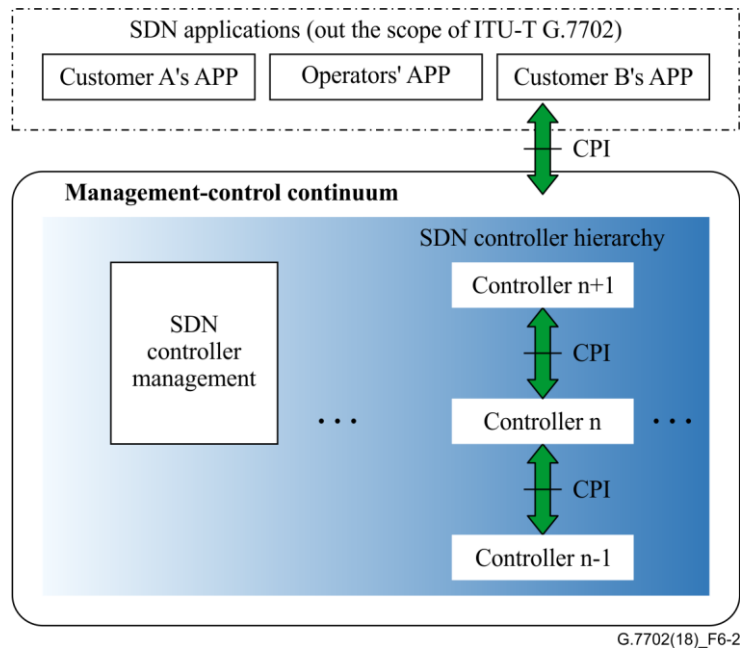 SDN applications (out the scope of ITU-T G.7702)
Customer A's APP
Operators' APP
Customer B's APP
CPI
Management-control continuum
SDN controller hierarchy
SDN
controller
management
Controller n+1
CPI
...
Controller n
...
CPI
Controller n-1
G.7702(18)_F6-2